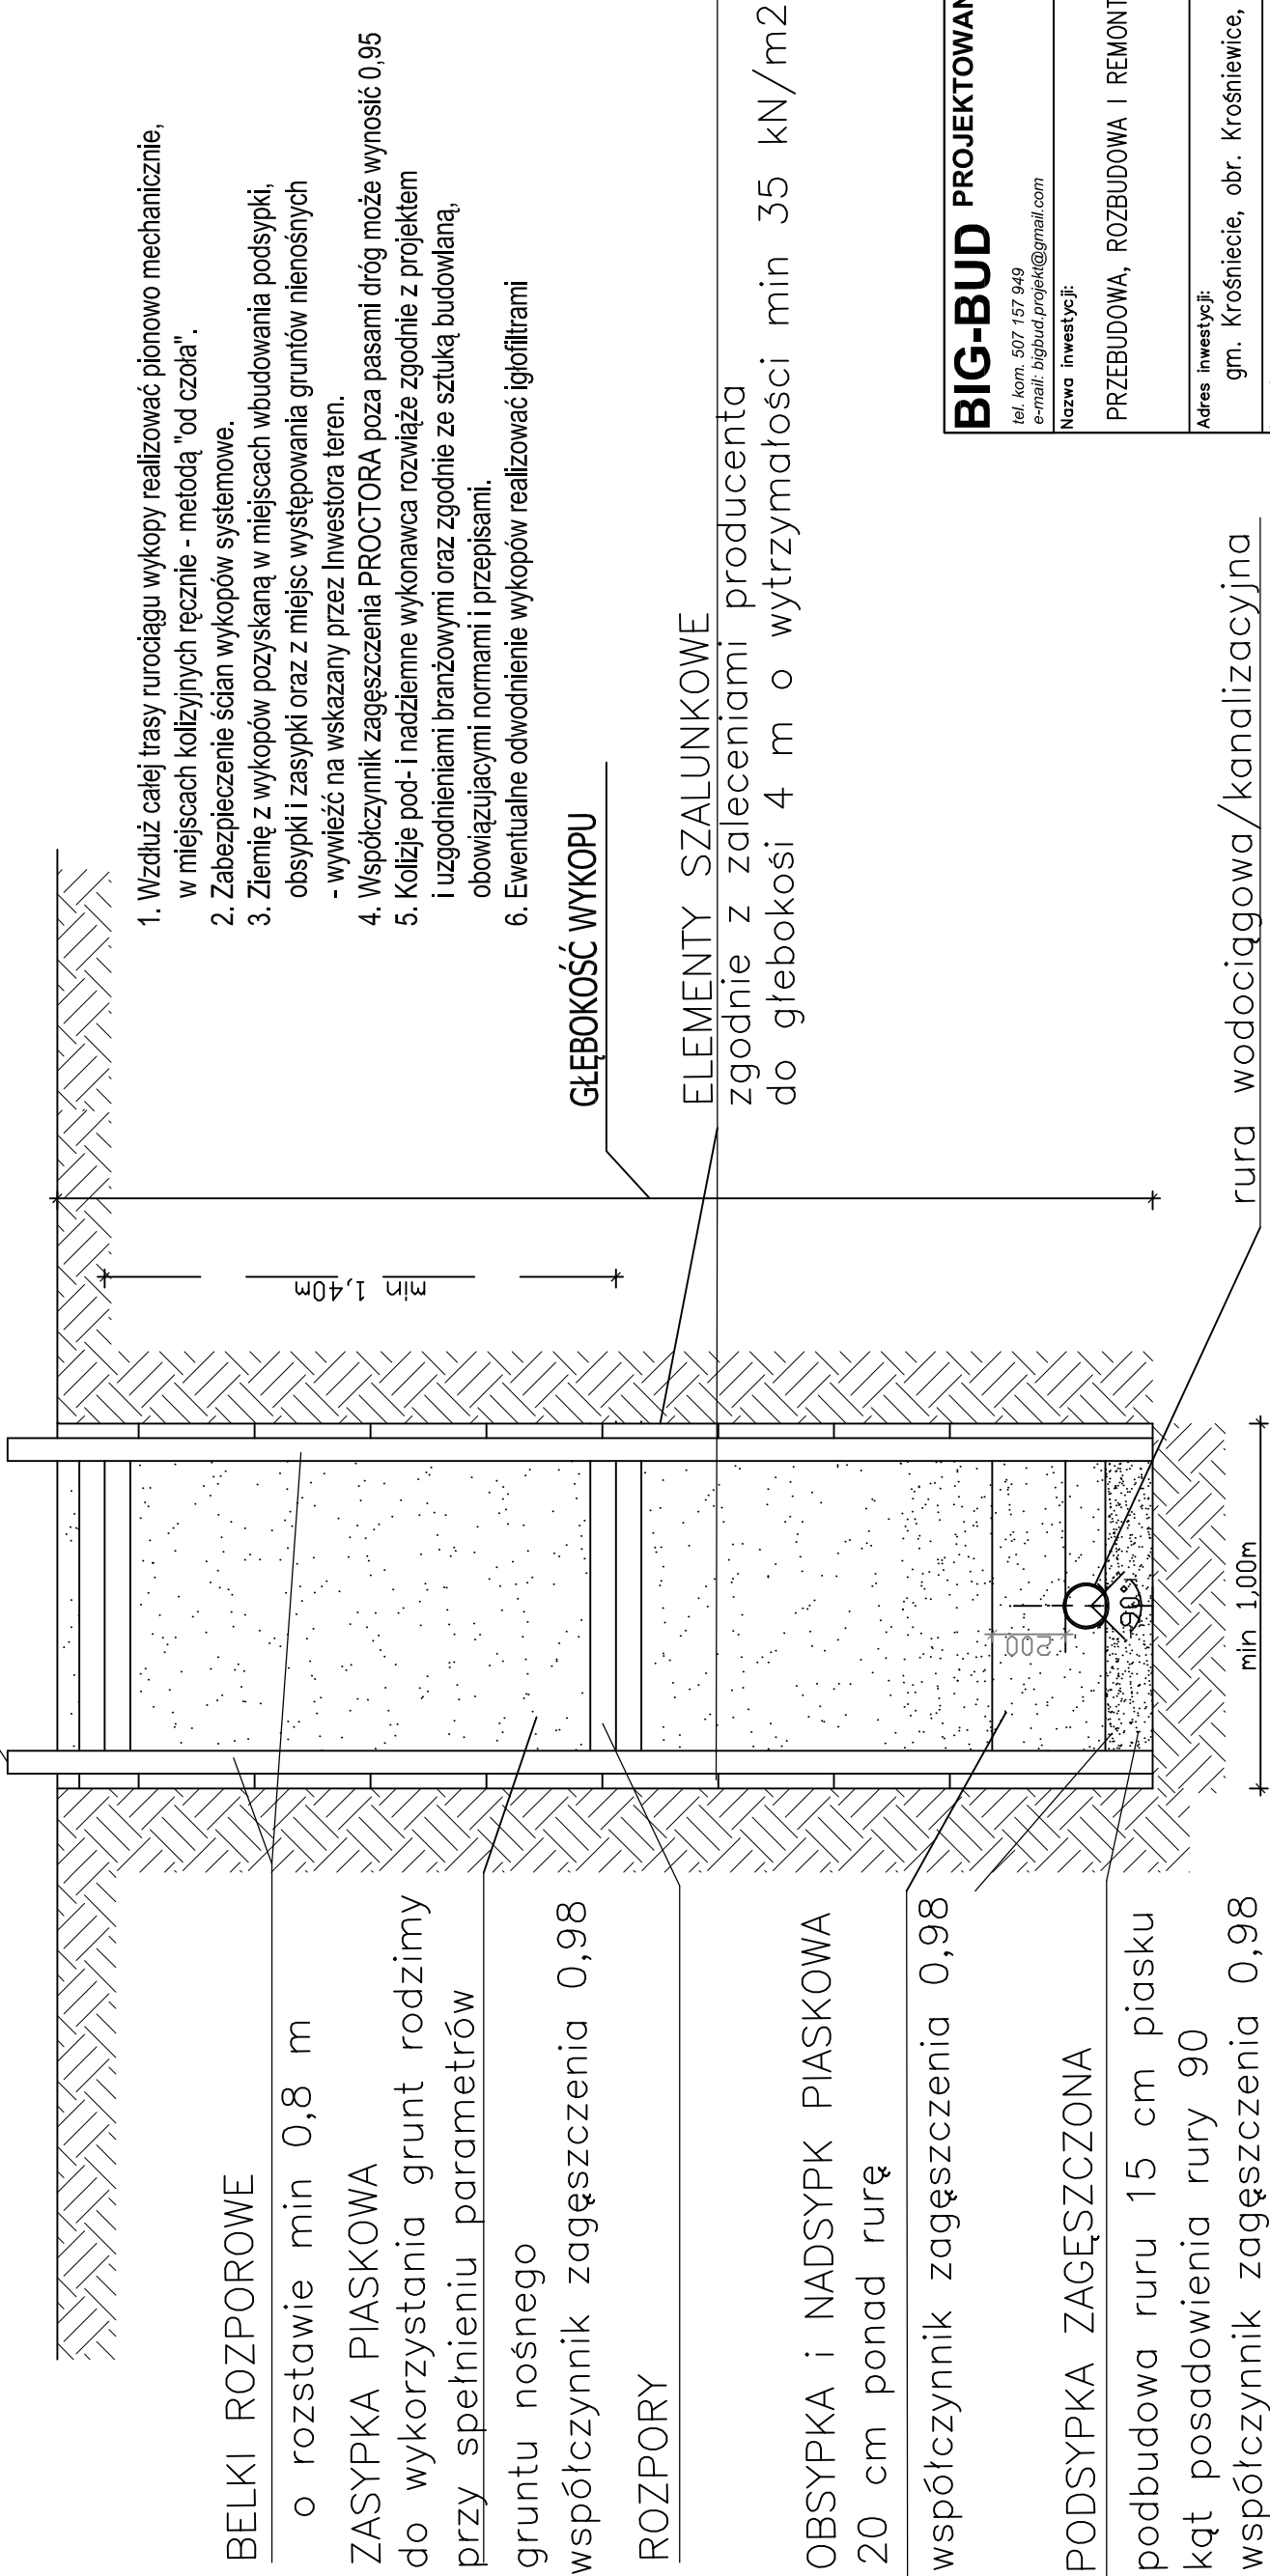 BELKI ROZPOROWE
o rozstawie min 0,8 m
ZASYPKA PIASKOWA
do wykorzystania grunt rodzimy
przy spełnieniu parametrów
gruntu nośnego
współczynnik zagęszczenia 0,98
ROZPORY
OBSYPKA i NADSYPK PIASKOWA
20 cm ponad rurę
współczynnik zagęszczenia 0,98
PODSYPKA ZAGĘSZCZONA
podbudowa ruru 15 cm piasku
kąt posadowienia rury 90
współczynnik zagęszczenia 0,98
200
90°
min 1,00m
min 1,40m
1. Wzdłuż całej trasy rurociągu wykopy realizować pionowo mechanicznie,
w miejscach kolizyjnych ręcznie - metodą "od czoła".
2. Zabezpieczenie ścian wykopów systemowe.
3. Ziemię z wykopów pozyskaną w miejscach wbudowania podsypki,
obsypki i zasypki oraz z miejsc występowania gruntów nienośnych
- wywieźć na wskazany przez Inwestora teren.
4. Współczynnik zagęszczenia PROCTORA poza pasami dróg może wynosić 0,95
5. Kolizje pod- i nadziemne wykonawca rozwiąże zgodnie z projektem
i uzgodnieniami branżowymi oraz zgodnie ze sztuką budowlaną,
obowiązującymi normami i przepisami.
6. Ewentualne odwodnienie wykopów realizować igłofiltrami
GŁĘBOKOŚĆ WYKOPU
ELEMENTY SZALUNKOWE
zgodnie z zaleceniami producenta
do głebokośi 4 m o wytrzymałości min 35 kN/m2
rura wodociągowa/kanalizacyjna
BIG-BUD PROJEKTOWAN
tel. kom. 507 157 949
e-mail: bigbud.projekt@gmail.com
Nazwa inwestycji:
PRZEBUDOWA, ROZBUDOWA I REMONT
Adres inwestycji:
gm. Krośniecie, obr. Krośniewice,